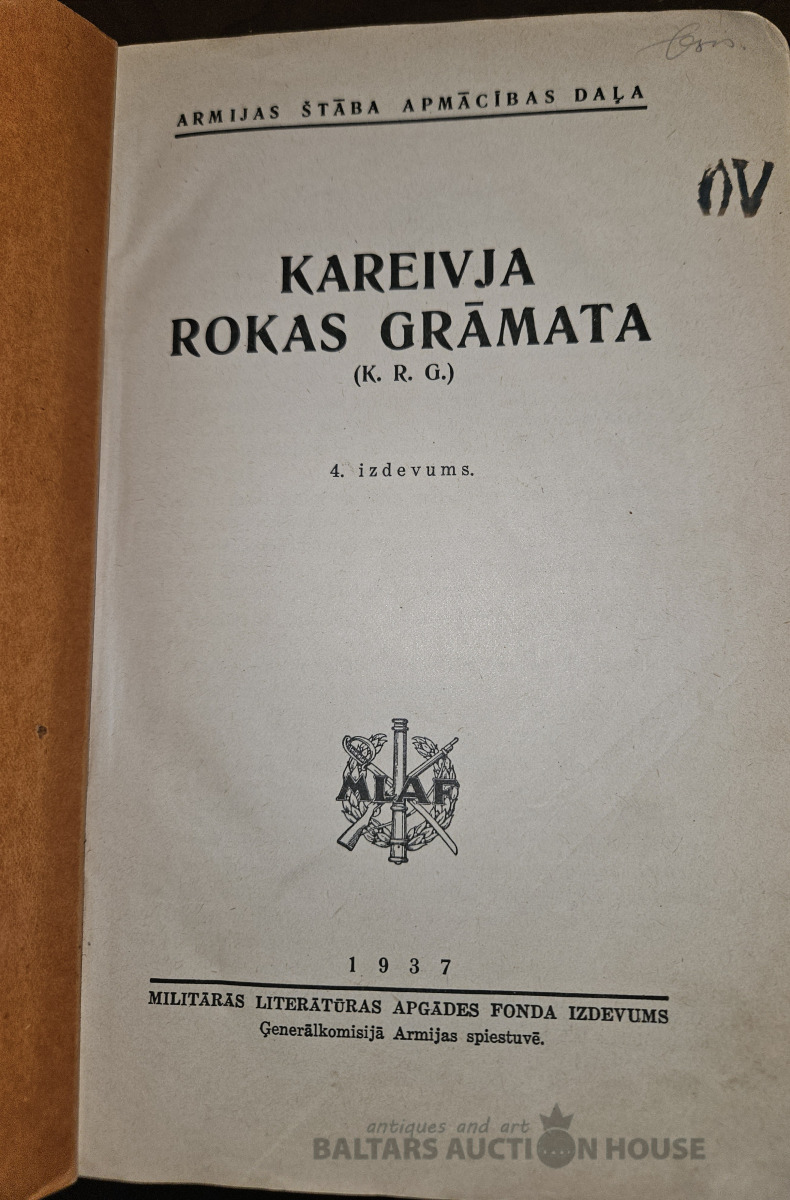 ARMIJAS ŠTĀBA APMĀCĪBAS DAĻA
KAREIVJA
ROKAS GRĀMATA
(K. R. G.)
4. izdevums.
MLAF
1937
MILITĀRĀS LITERĀTŪRAS APGĀDES FONDA IZDEVUMS
Ģenerālkomisijā Armijas spiestuvē.
antiques and art
BALTARS AUCTION HOUSE